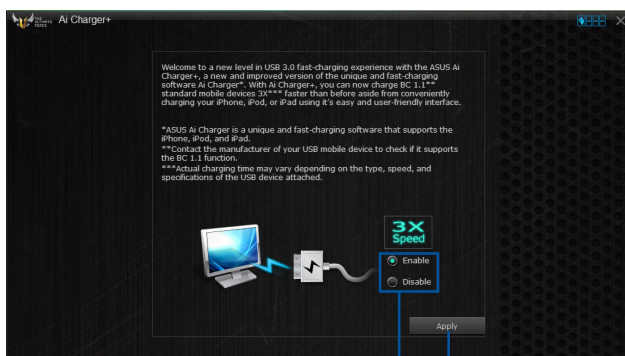 THE ULTIMATE FORCE
Ai Charger+
Welcome to a new level in USB 3.0 fast-charging experience with the ASUS Ai
Charger+, a new and improved version of the unique and fast-charging
software Ai Charger*. With Ai Charger+, you can now charge BC 1.1**
standard mobile devices 3X*** faster than before aside from conveniently
charging your iPhone, iPod, or iPad using it's easy and user-friendly interface.
*ASUS Ai Charger is a unique and fast-charging software that supports the
iPhone, iPod, and iPad.
**Contact the manufacturer of your USB mobile device to check if it supports
the BC 1.1 function.
***Actual charging time may vary depending on the type, speed, and
specifications of the USB device attached.
3X
Speed
Enable
Disable
Apply